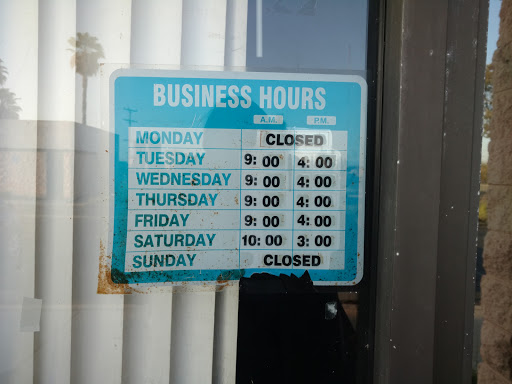 BUSINESS HOURS
A.M. P.M.
MONDAY CLOSED
TUESDAY 9: 00 4: 00
WEDNESDAY 9: 00 4: 00
THURSDAY 9: 00 4: 00
FRIDAY 9: 00 4: 00
SATURDAY 10: 00 3: 00
SUNDAY CLOSED